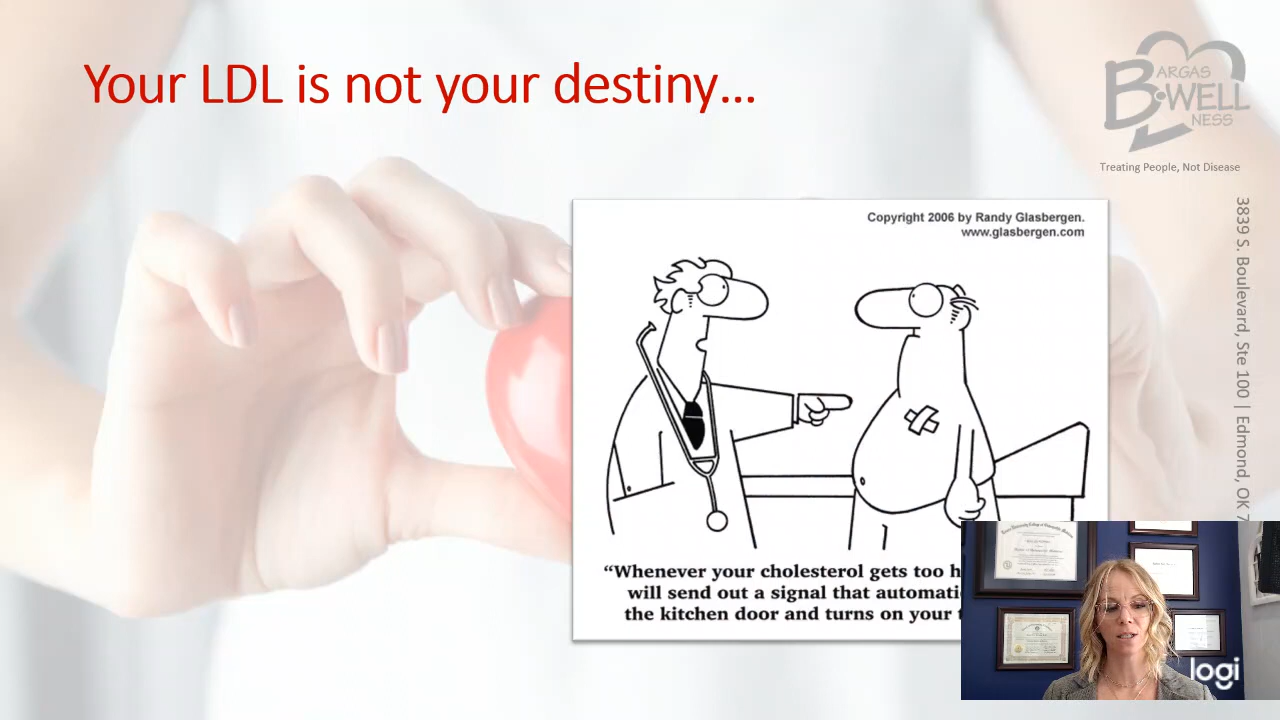 Your LDL is not your destiny...
BARGAS
B•WELL
NESS
Treating People, Not Disease
3839 S. Boulevard, Ste 100 | Edmond, OK 7
Copyright 2006 by Randy Glasbergen.
www.glasbergen.com
“Whenever your cholesterol gets too
will send out a signal that
the kitchen door and turns on your
logi